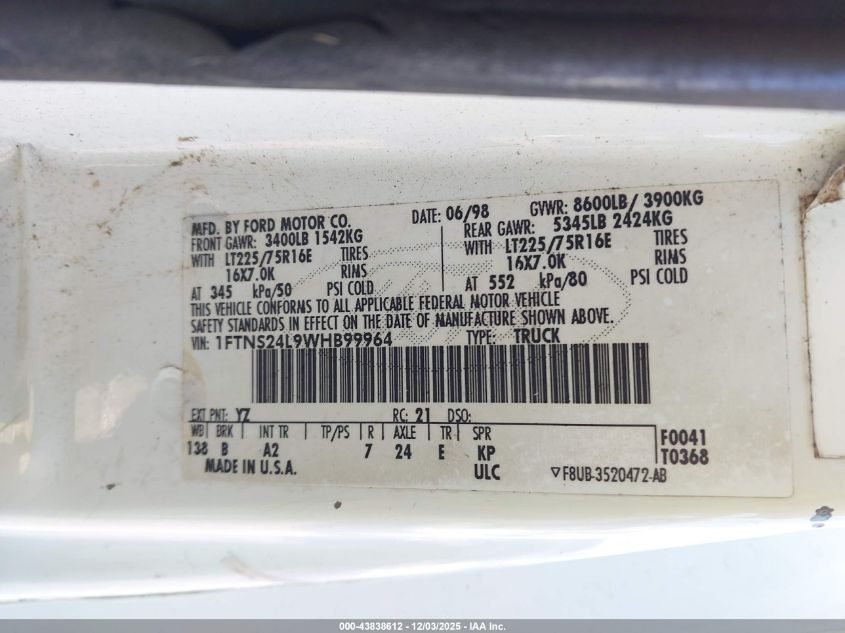 MFD. BY FORD MOTOR CO. DATE: 06/98 GVWR: 8600LB/ 3900KG
FRONT GAWR: 3400LB 1542KG REAR GAWR: 5345LB 2424KG
WITH LT225/75R16E TIRES WITH LT225/75R16E TIRES
16X7.0K RIMS 16X7.0K RIMS
AT 345 kPa/50 PSI COLD AT 552 kPa/80 PSI COLD
THIS VEHICLE CONFORMS TO ALL APPLICABLE FEDERAL MOTOR VEHICLE
SAFETY STANDARDS IN EFFECT ON THE DATE OF MANUFACTURE SHOWN ABOVE.
VIN: 1FTNS24L9WHB99964 TYPE: TRUCK
EXT PNT: YZ RC: 21 DSO:
WB BRK INT TR TP/PS R AXLE TR SPR F0041
138 B A2 7 24 E KP T0368
MADE IN U.S.A. ULC F8UB-3520472-AB
000-43838612 - 12/03/2025 - IAA Inc.